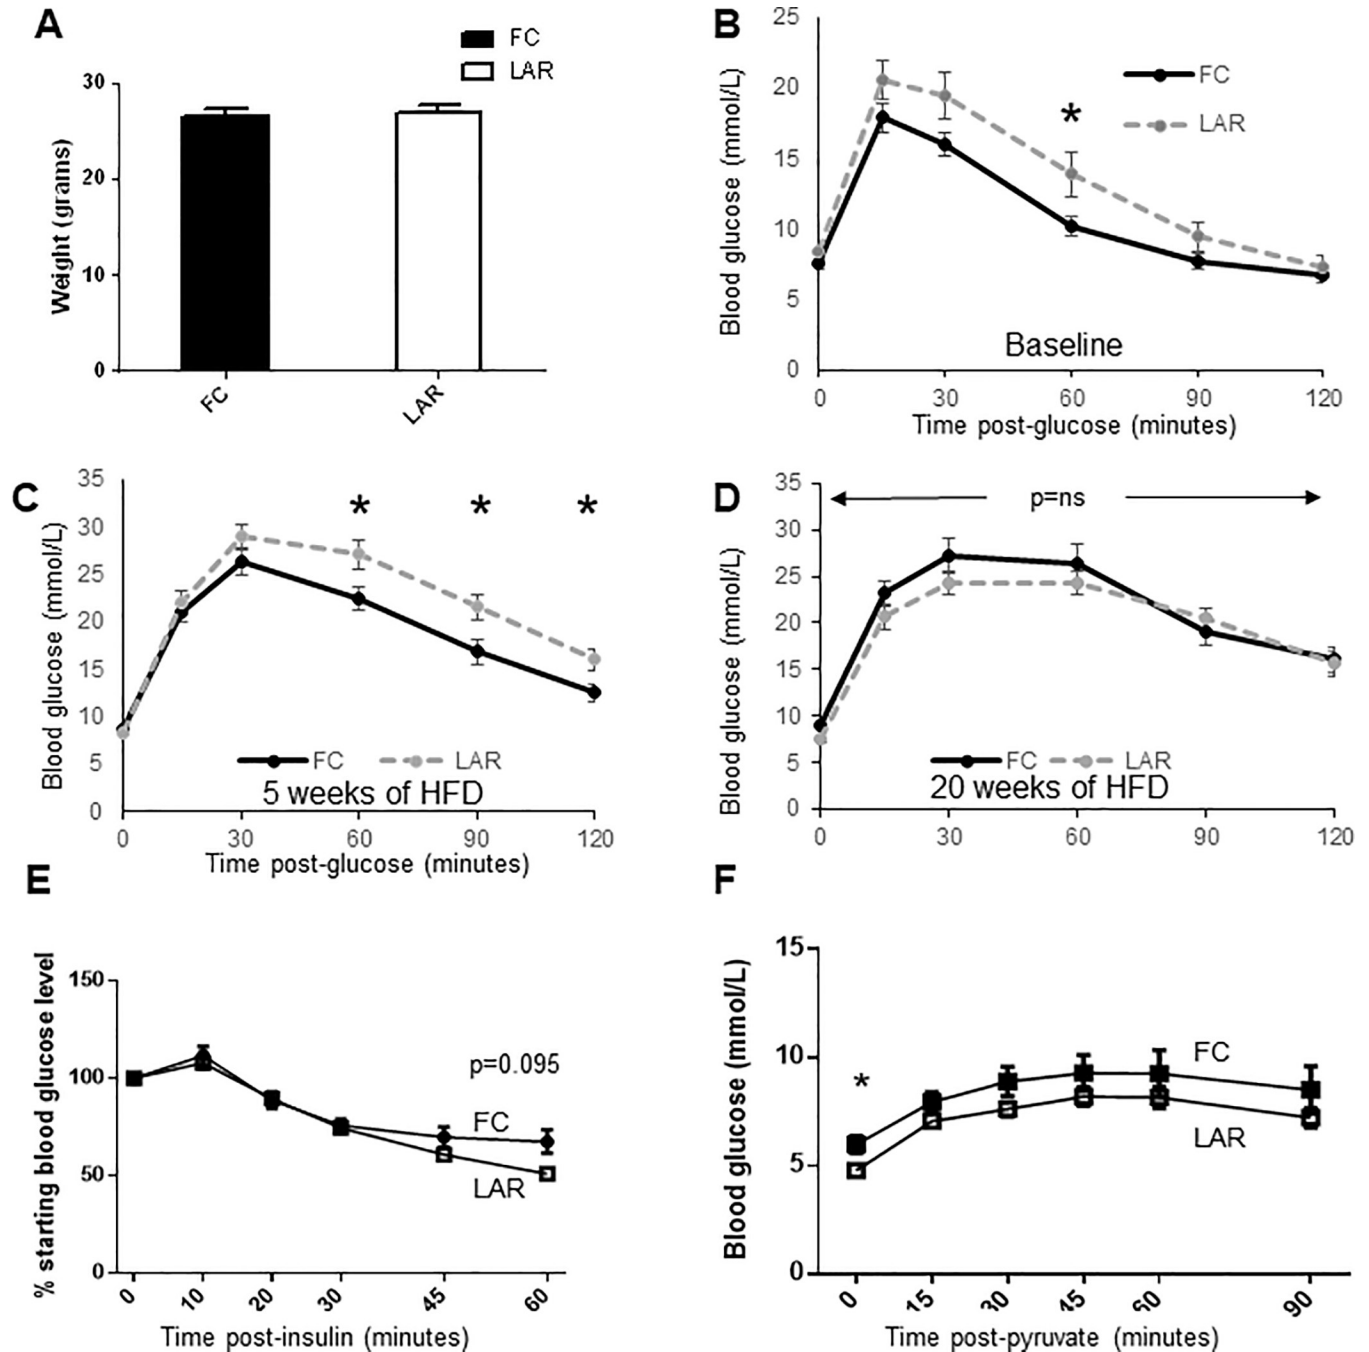 A
FC
LAR
Weight (grams)
30
20
10
0
FC
LAR
B
Blood glucose (mmol/L)
25
20
15
10
5
0
FC
LAR
*
Baseline
0 30 60 90 120
Time post-glucose (minutes)
C
Blood glucose (mmol/L)
35
30
25
20
15
10
5
0
* * *
FC LAR
5 weeks of HFD
0 30 60 90 120
Time post-glucose (minutes)
D
Blood glucose (mmol/L)
35
30
25
20
15
10
5
0
p=ns
FC LAR
20 weeks of HFD
0 30 60 90 120
E
% starting blood glucose level
150
100
50
0
p=0.095
FC
LAR
0 10 20 30 45 60
Time post-insulin (minutes)
F
Blood glucose (mmol/L)
15
10
5
0
*
FC
LAR
0 15 30 45 60 90
Time post-pyruvate (minutes)